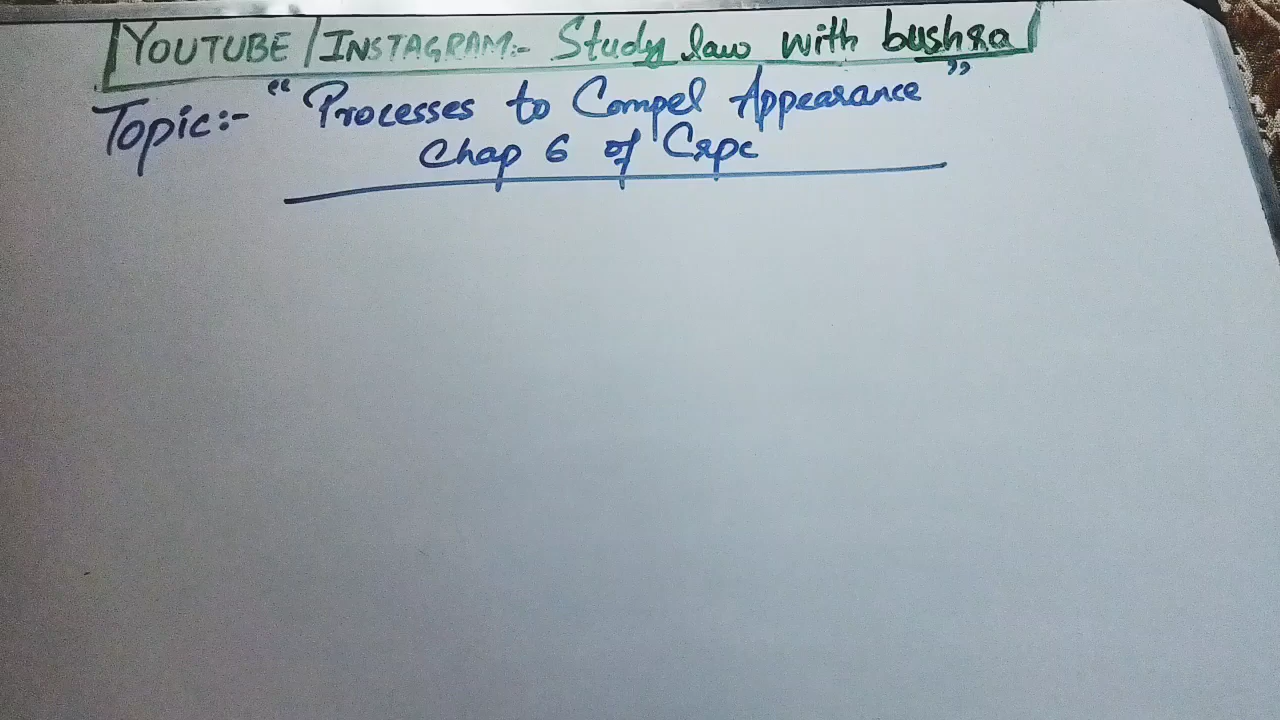 YOUTUBE/INSTAGRAM:- Study law with bushra
Topic:- "Processes to Compel Appearance"
Chap 6 of Crpc